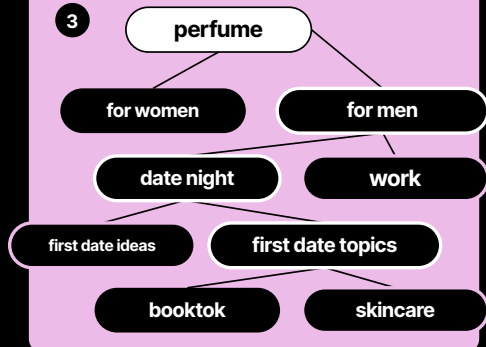 3
perfume
for women
for men
date night
work
first date ideas
first date topics
booktok
skincare